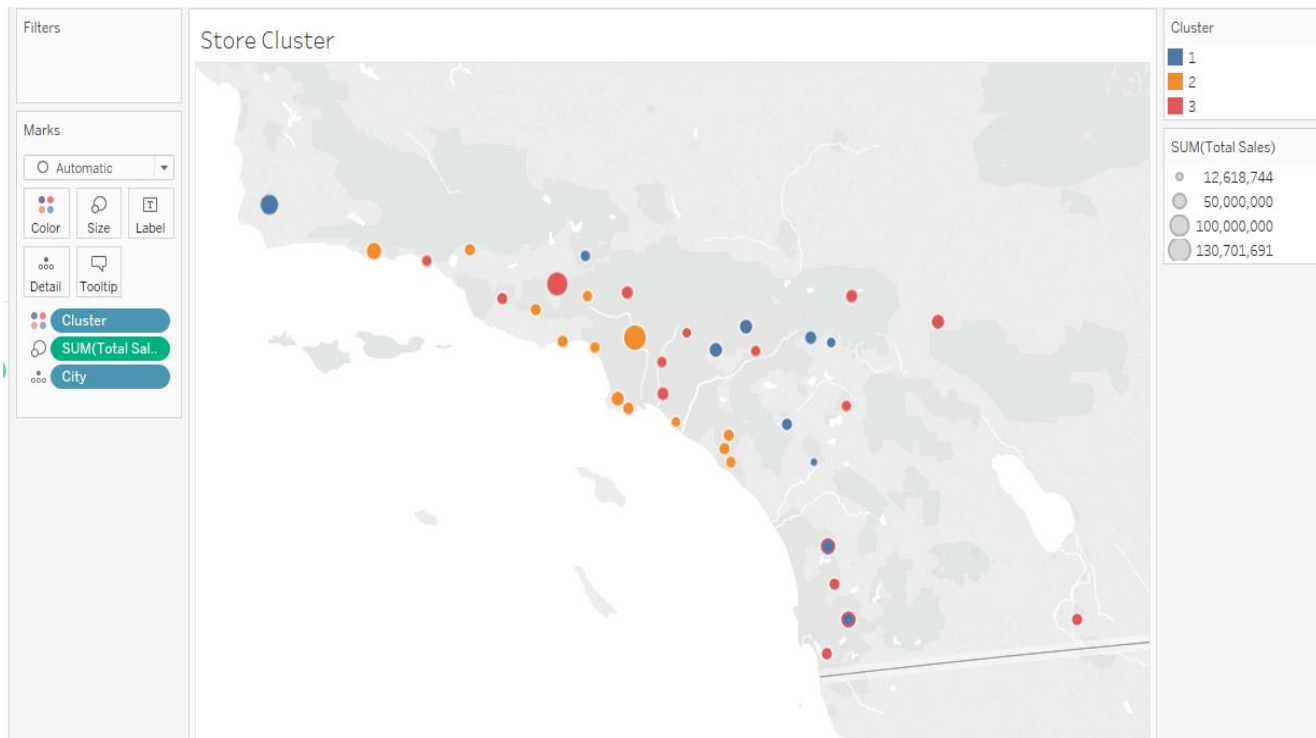 Filters
Marks
Automatic
Color
Size
Label
Detail
Tooltip
Cluster
SUM(Total Sal..
City
Store Cluster
Cluster
1
2
3
SUM(Total Sales)
12,618,744
50,000,000
100,000,000
130,701,691